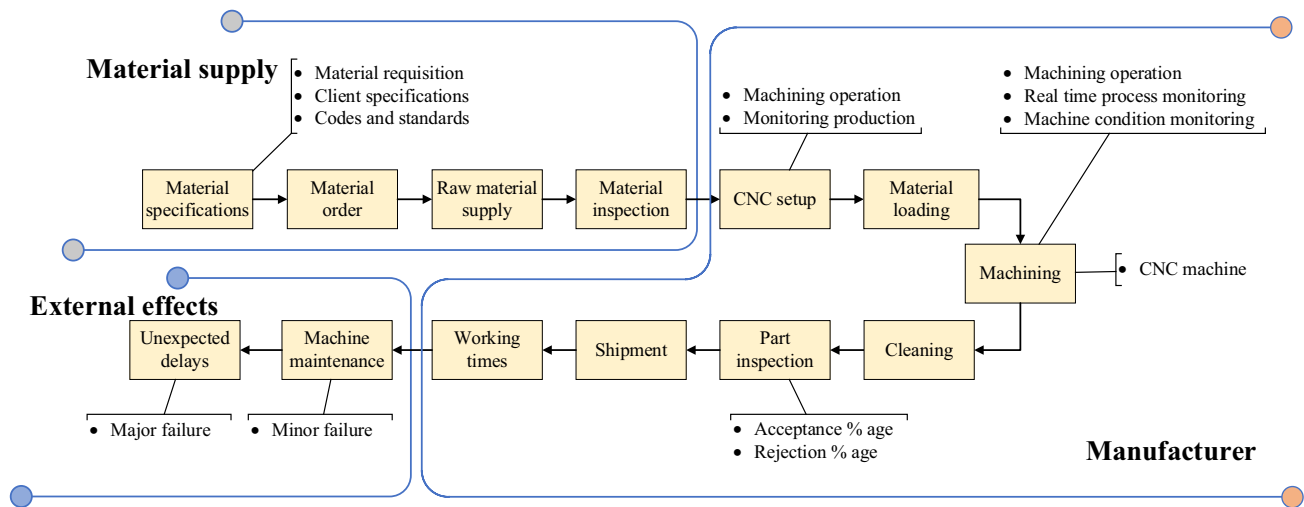 Material supply
• Material requisition
• Client specifications
• Codes and standards
• Machining operation
• Monitoring production
• Machining operation
• Real time process monitoring
• Machine condition monitoring
Material
specifications
Material
order
Raw material
supply
Material
inspection
CNC setup
Material
loading
Machining
• CNC machine
External effects
Unexpected
delays
Machine
maintenance
Working
times
Shipment
Part
inspection
Cleaning
• Major failure
• Minor failure
• Acceptance % age
• Rejection % age
Manufacturer